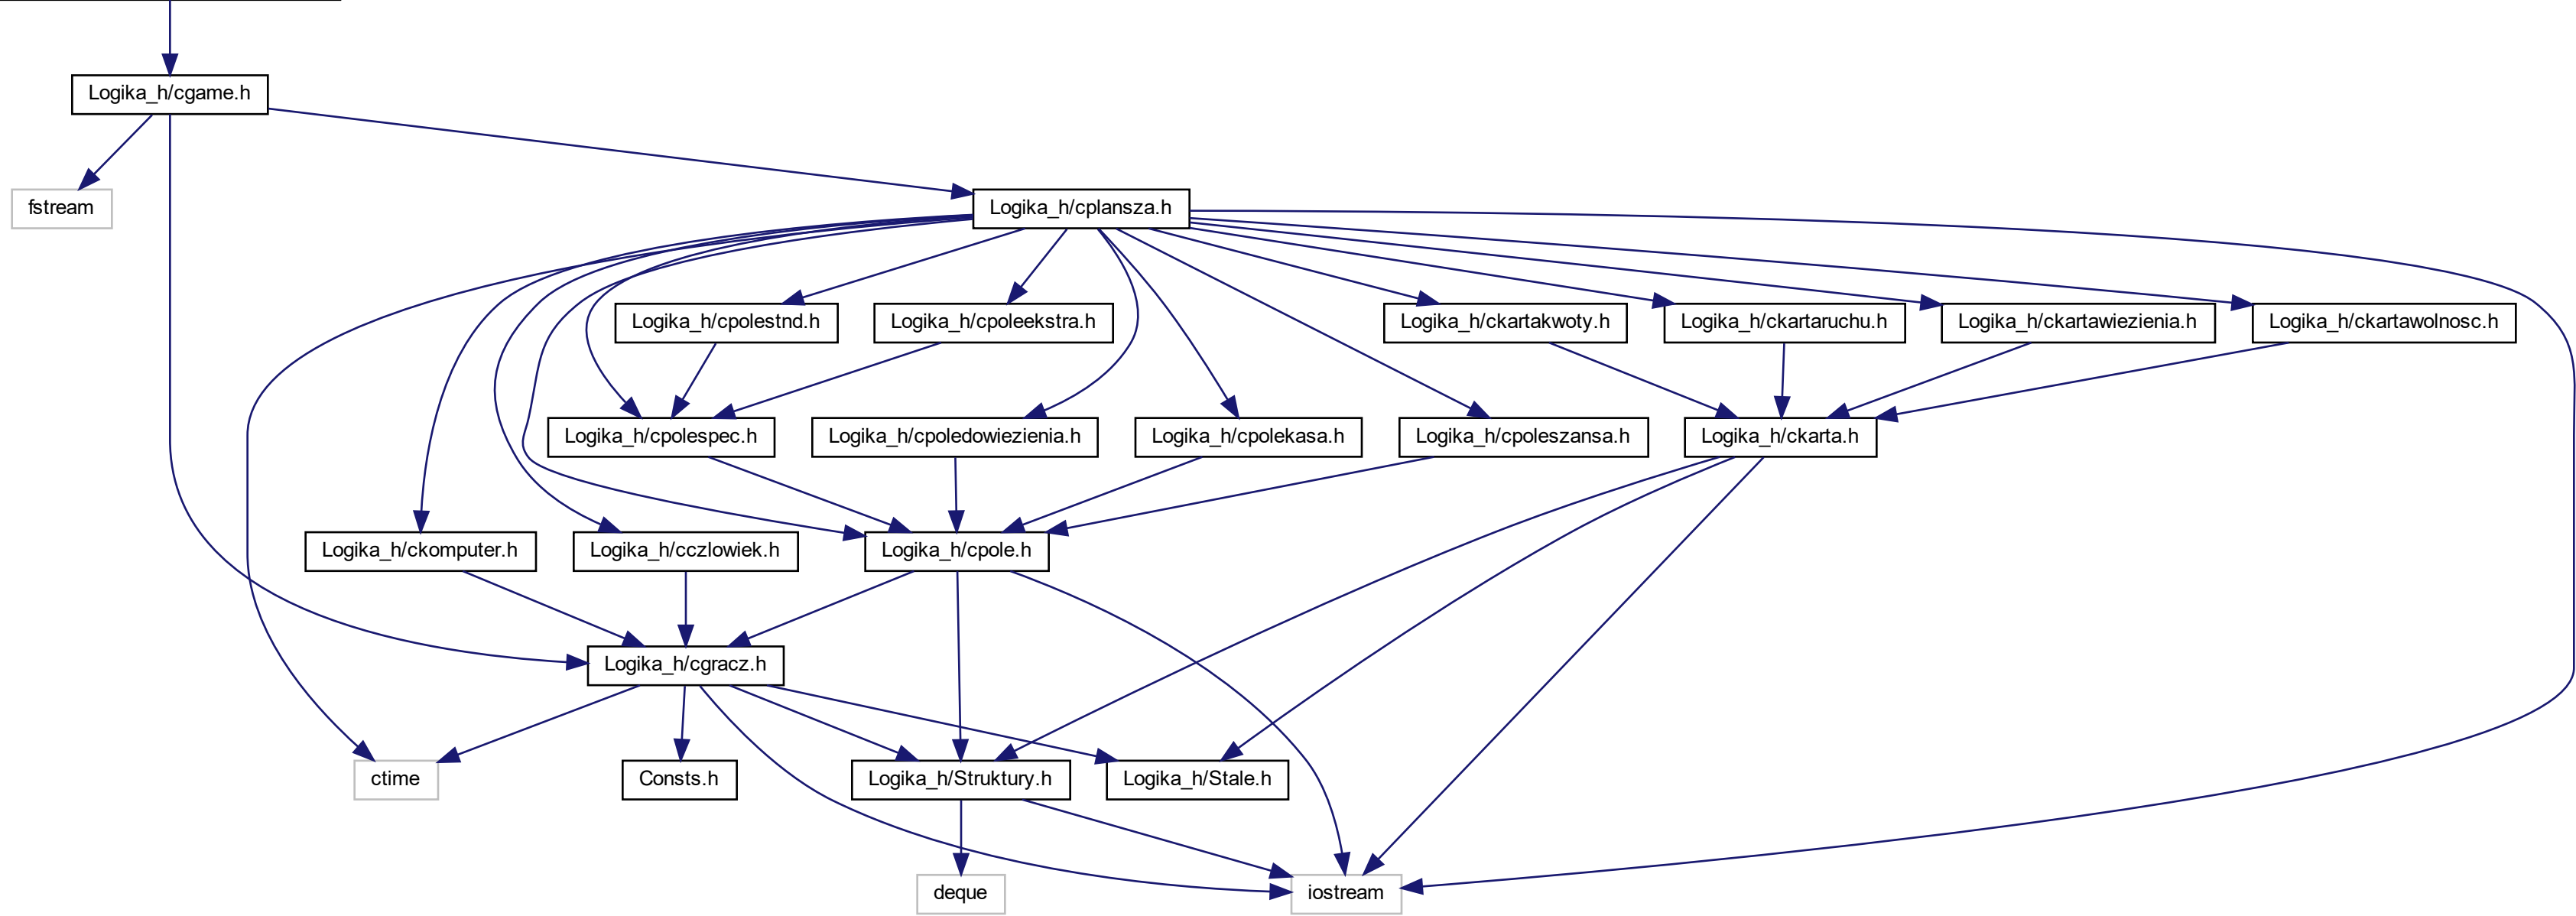 Logika_h/cgame.h
fstream
Logika_h/cplansza.h
Logika_h/cpolestnd.h
Logika_h/cpoleekstra.h
Logika_h/ckartakwoty.h
Logika_h/ckartaruchu.h
Logika_h/ckartawiezienia.h
Logika_h/ckartawolnosc.h
Logika_h/cpolespec.h
Logika_h/cpoledowiezienia.h
Logika_h/cpolekasa.h
Logika_h/cpoleszansa.h
Logika_h/ckarta.h
Logika_h/ckomputer.h
Logika_h/cczlowiek.h
Logika_h/cpole.h
Logika_h/cgracz.h
ctime
Consts.h
Logika_h/Struktury.h
Logika_h/Stale.h
deque
iostream